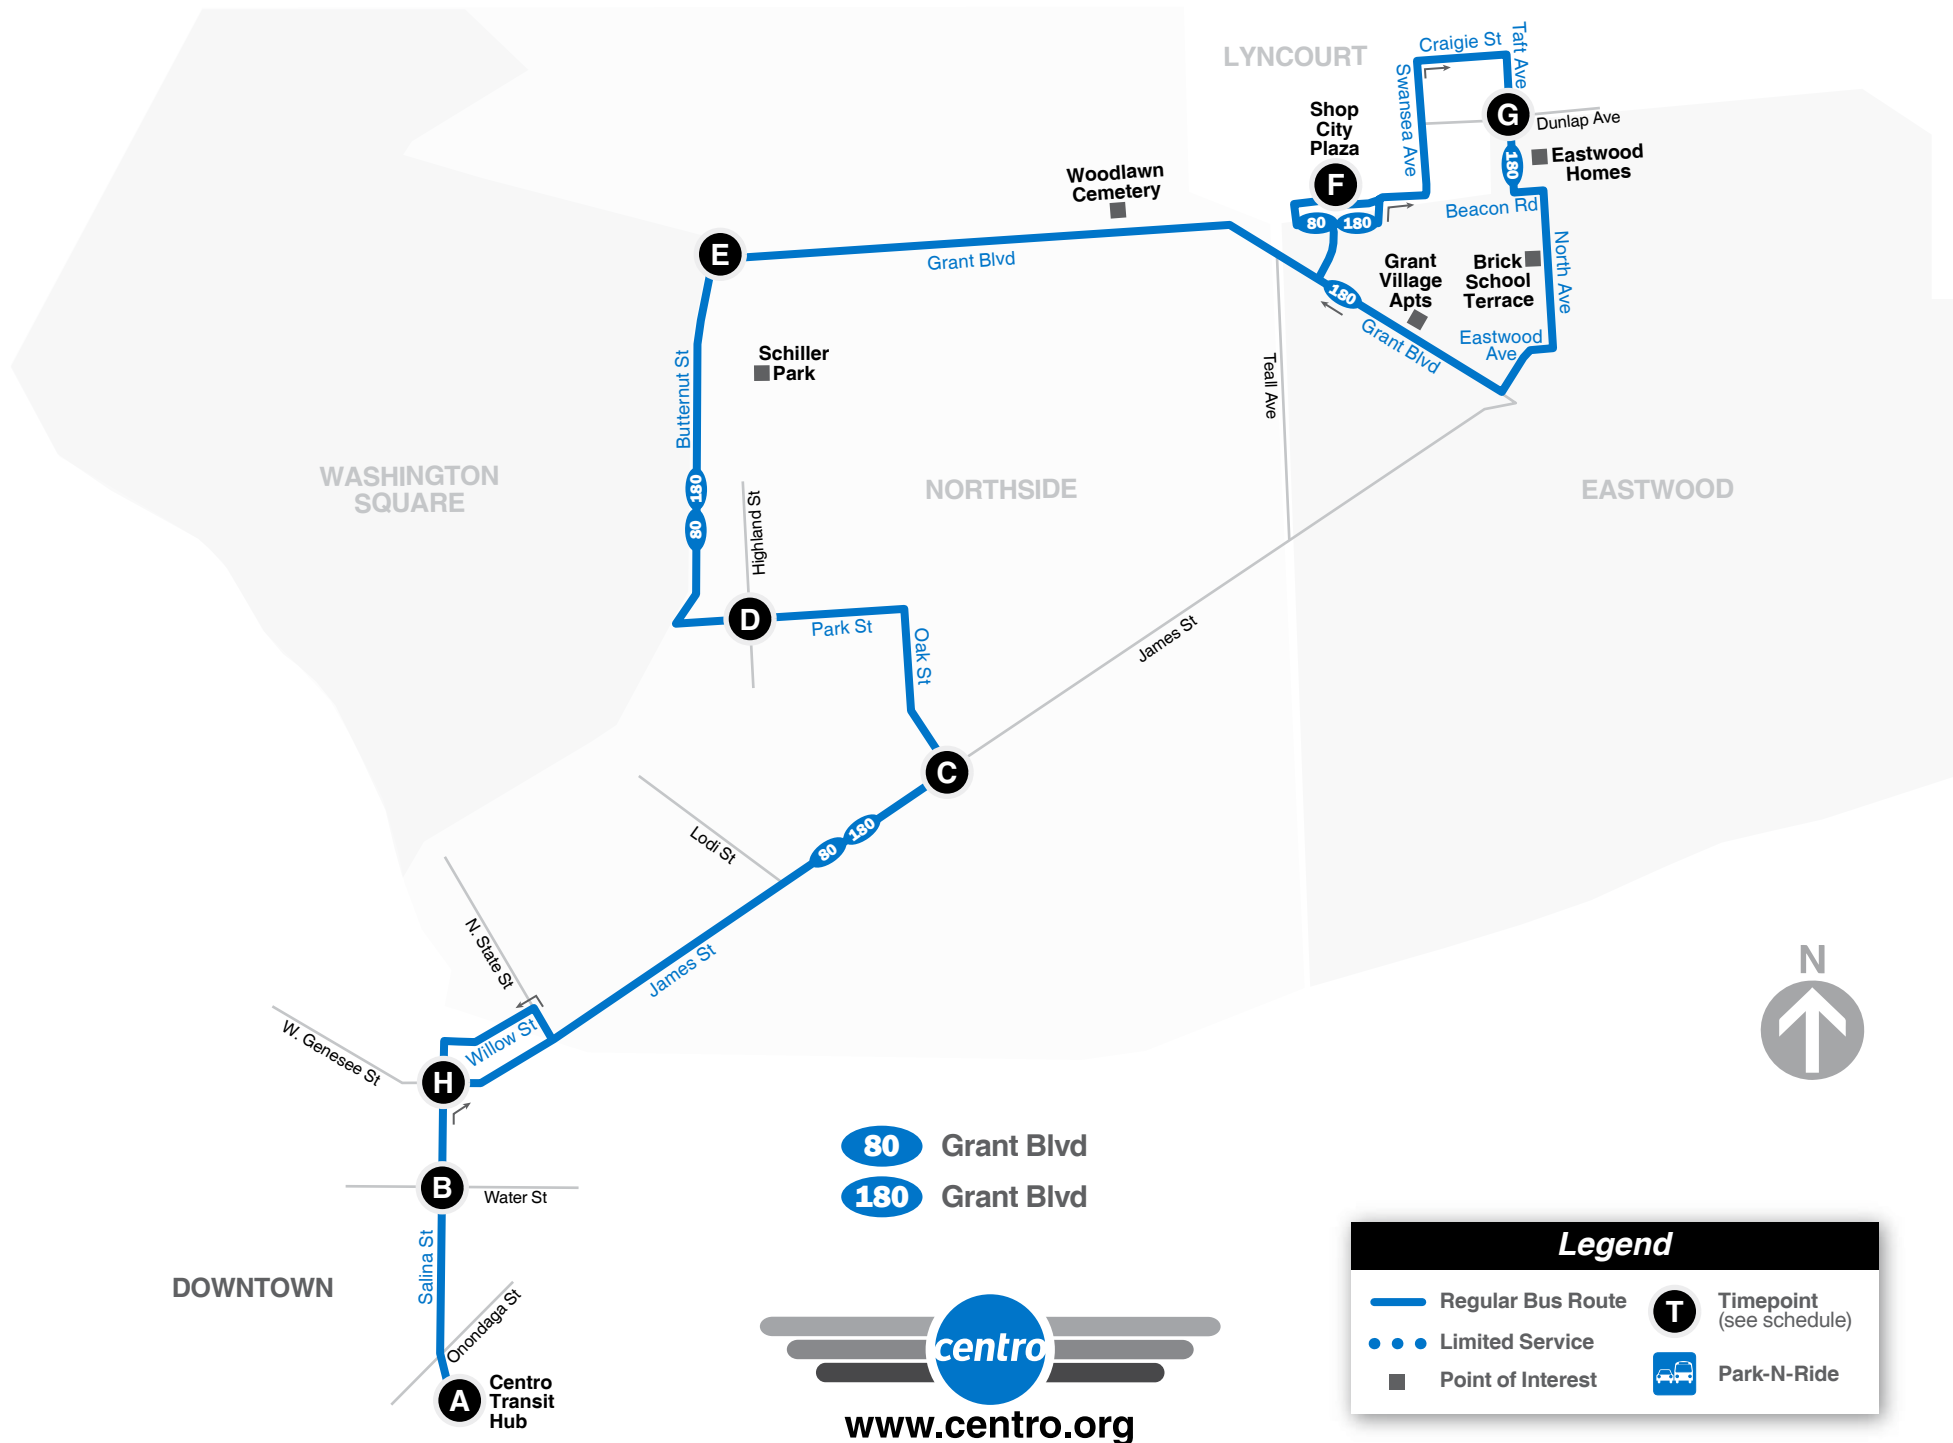 LYNCOURT
Craigie St
Taft Ave
Swansea Ave
Shop
City
Plaza
G
Dunlap Ave
180
Eastwood
Homes
Woodlawn
Cemetery
F
80
180
Beacon Rd
E
Grant Blvd
Grant
Village
Apts
Brick
School
Terrace
North Ave
180
Grant Blvd
Eastwood
Ave
Schiller
Park
Butternut St
Teall Ave
WASHINGTON
SQUARE
180
80
Highland St
NORTHSIDE
EASTWOOD
D
Park St
Oak St
James St
C
Lodi St
80
180
N. State St
James St
W. Genesee St
Willow St
H
N
80
Grant Blvd
180
Grant Blvd
B
Water St
Salina St
DOWNTOWN
Onondaga St
A
Centro
Transit
Hub
centro
www.centro.org
Legend
Regular Bus Route
T
Timepoint
(see schedule)
Limited Service
Point of Interest
Park-N-Ride